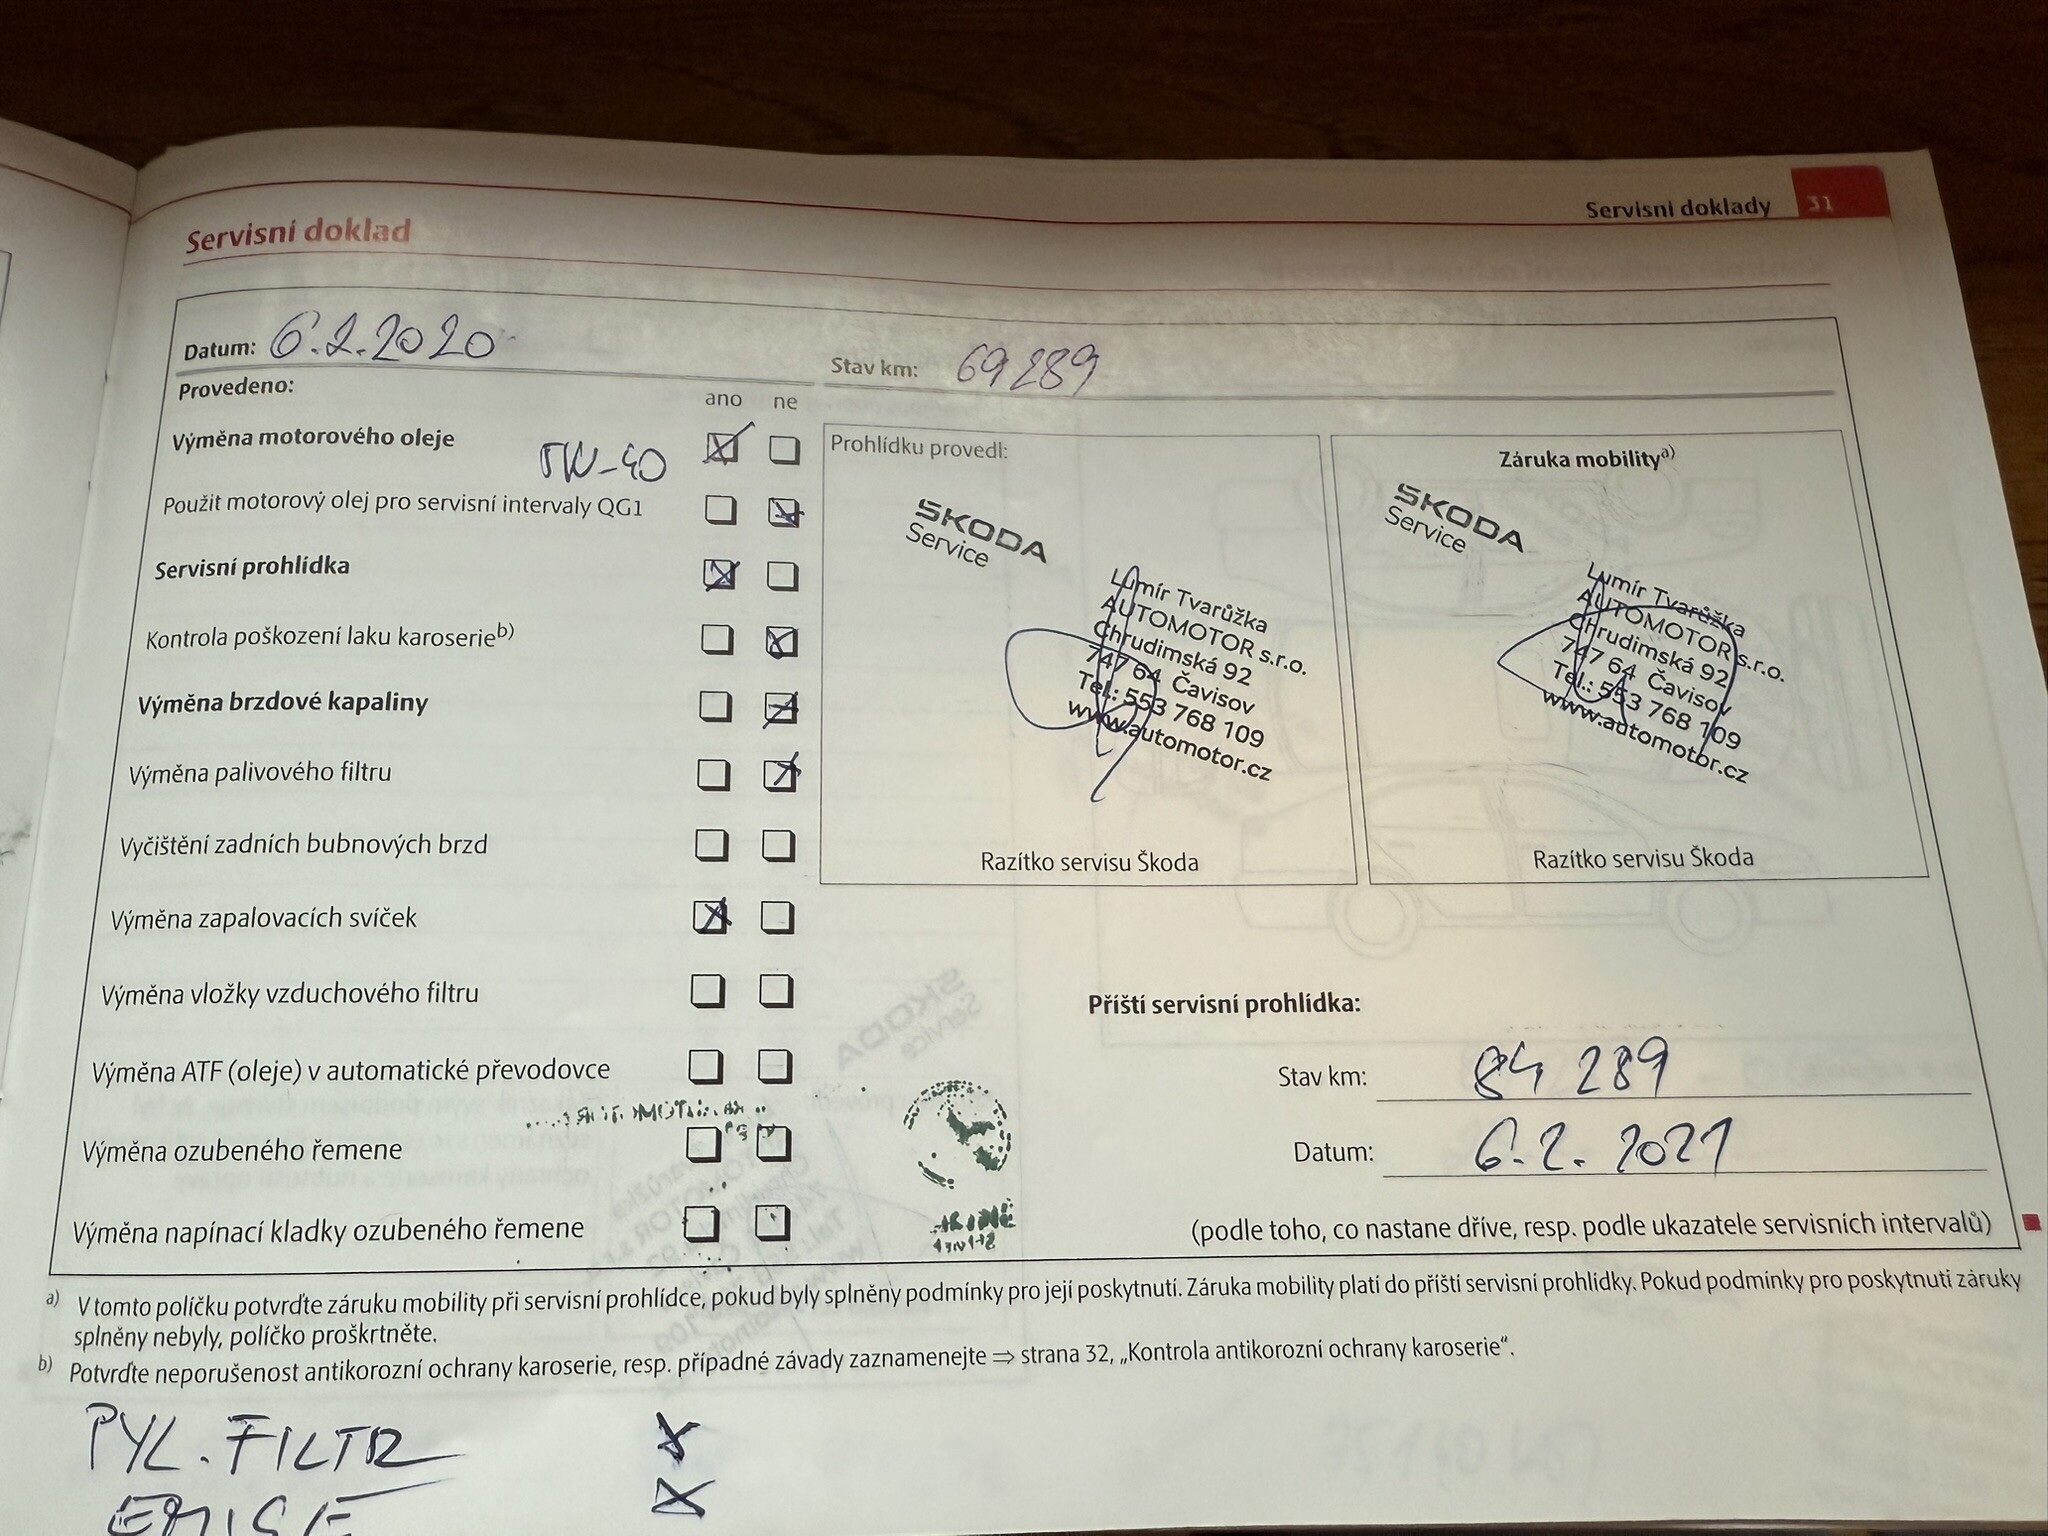 Servisní doklady 31
Servisní doklad
Datum: 6.2.2020
Stav km: 69 289
Provedeno:
ano ne
Výměna motorového oleje
5W-40
Použit motorový olej pro servisní intervaly QG1
Servisní prohlídka
Kontrola poškození laku karoserie b)
Výměna brzdové kapaliny
Výměna palivového filtru
Vyčištění zadních bubnových brzd
Výměna zapalovacích svíček
Výměna vložky vzduchového filtru
Výměna ATF (oleje) v automatické převodovce
Výměna ozubeného řemene
Výměna napínací kladky ozubeného řemene
Prohlídku provedl:
SKODA
Service
Lumír Tvarůžka
AUTOMOTOR s.r.o.
Chrudimská 92
747 64 Čavisov
Tel.: 553 768 109
www.automotor.cz
Razítko servisu Škoda
Záruka mobility a)
SKODA
Service
Lumír Tvarůžka
AUTOMOTOR s.r.o.
Chrudimská 92
747 64 Čavisov
Tel.: 553 768 109
www.automotor.cz
Razítko servisu Škoda
Příští servisní prohlídka:
Stav km: 84 289
Datum: 6.2.2021
(podle toho, co nastane dříve, resp. podle ukazatele servisních intervalů)
a) V tomto políčku potvrďte záruku mobility při servisní prohlídce, pokud byly splněny podmínky pro její poskytnutí. Záruka mobility platí do příští servisní prohlídky. Pokud podmínky pro poskytnutí záruky
splněny nebyly, políčko proškrtněte.
b) Potvrďte neporušenost antikorozní ochrany karoserie, resp. případné závady zaznamenejte ⇒ strana 32, „Kontrola antikorozní ochrany karoserie“.
PYL. FILTR
EMISE